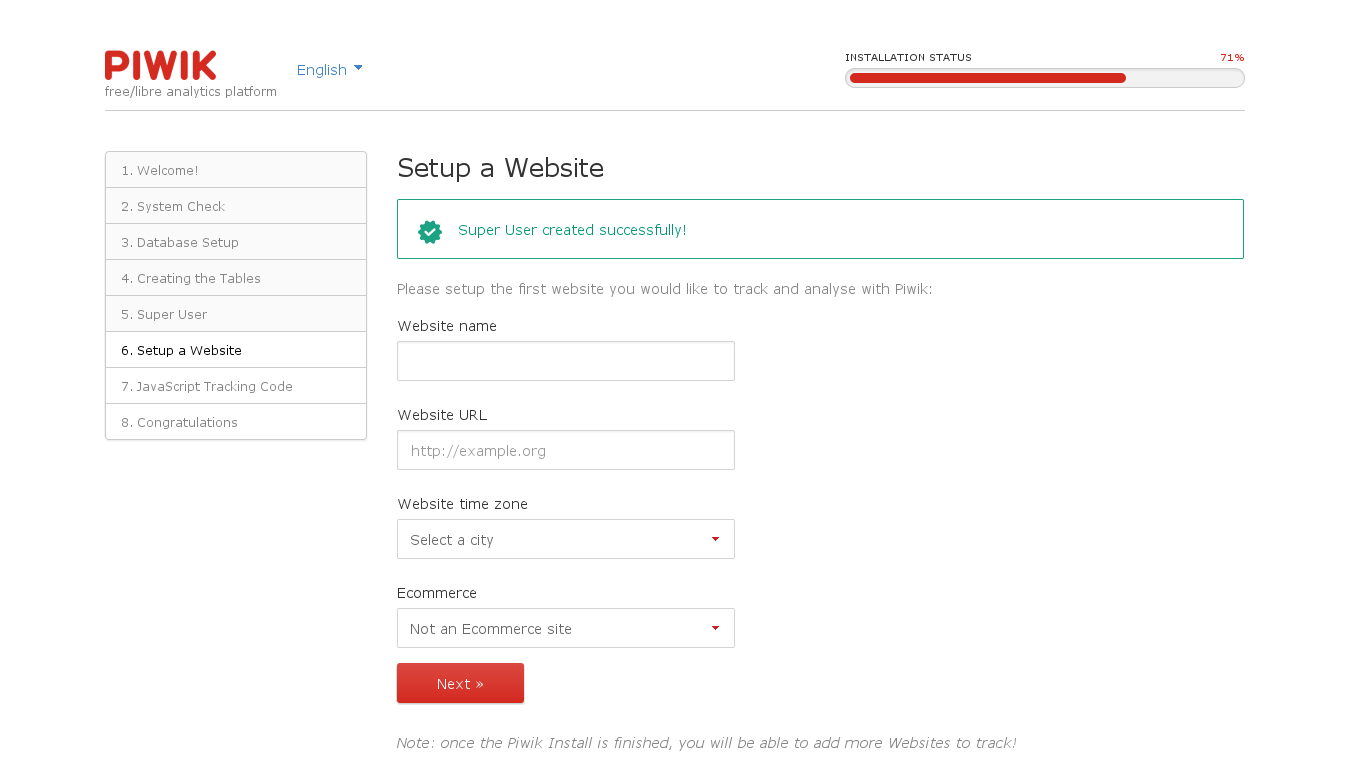 PIWIK
free/libre analytics platform
English
INSTALLATION STATUS 71%
1. Welcome!
2. System Check
3. Database Setup
4. Creating the Tables
5. Super User
6. Setup a Website
7. JavaScript Tracking Code
8. Congratulations
Setup a Website
Super User created successfully!
Please setup the first website you would like to track and analyse with Piwik:
Website name
Website URL
http://example.org
Website time zone
Select a city
Ecommerce
Not an Ecommerce site
Next »
Note: once the Piwik Install is finished, you will be able to add more Websites to track!